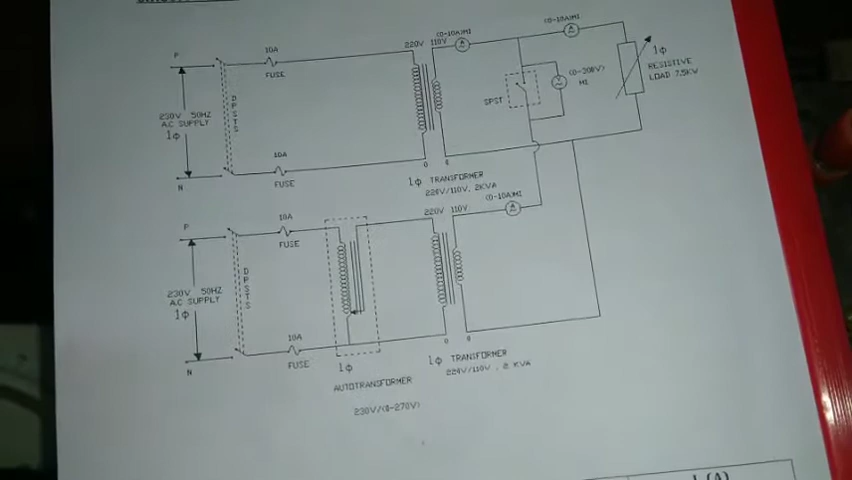 (0-10A)MI
(0-10A)MI
P
10A
FUSE
220V 110V
1Φ
RESISTIVE
LOAD 7.5KW
230V 50HZ
A.C SUPPLY
1Φ
DPSTS
SPST
(0-300V)
MI
10A
FUSE
N
0 0
1Φ TRANSFORMER
220V/110V, 2KVA
(0-10A)MI
P
10A
FUSE
220V 110V
230V 50HZ
A.C SUPPLY
1Φ
DPSTS
10A
FUSE
N
0 0
1Φ
AUTOTRANSFORMER
230V/(0-270V)
1Φ TRANSFORMER
220V/110V , 2 KVA